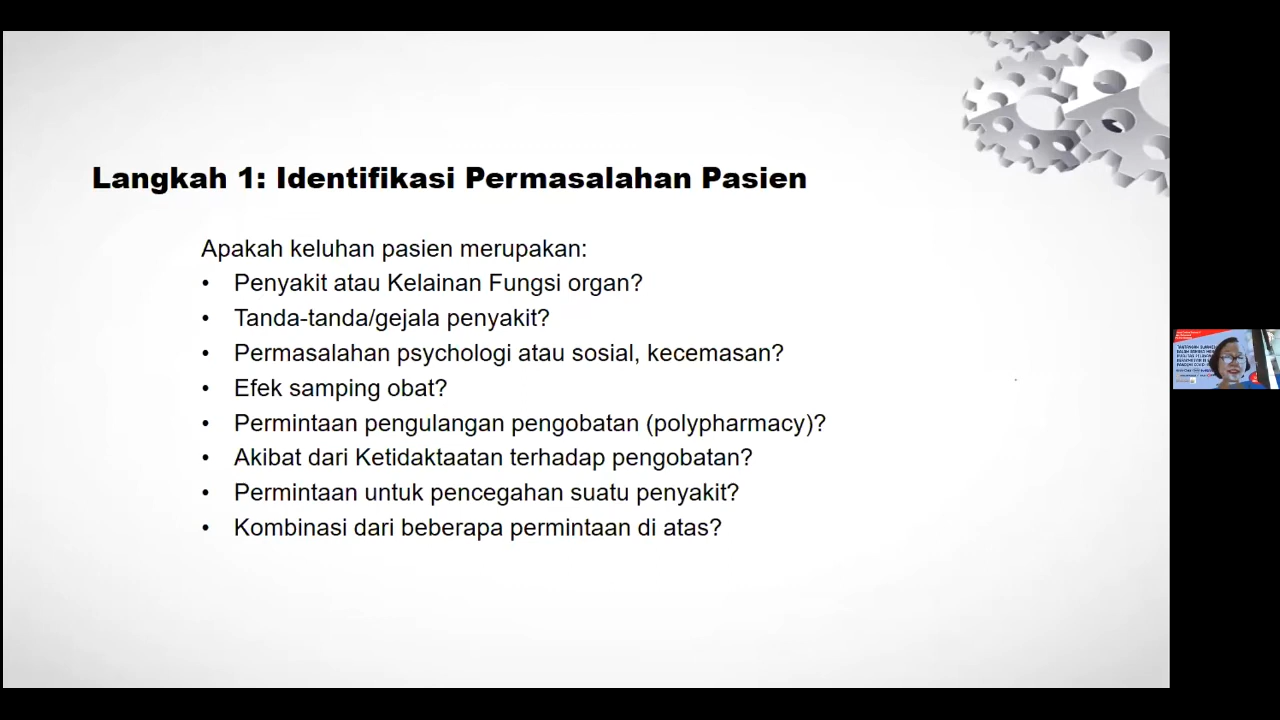 Langkah 1: Identifikasi Permasalahan Pasien
Apakah keluhan pasien merupakan:
• Penyakit atau Kelainan Fungsi organ?
• Tanda-tanda/gejala penyakit?
• Permasalahan psychologi atau sosial, kecemasan?
• Efek samping obat?
• Permintaan pengulangan pengobatan (polypharmacy)?
• Akibat dari Ketidaktaatan terhadap pengobatan?
• Permintaan untuk pencegahan suatu penyakit?
• Kombinasi dari beberapa permintaan di atas?